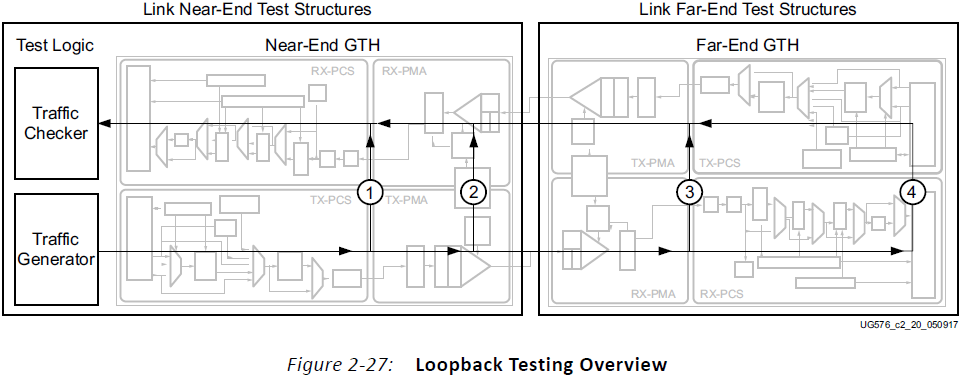 Link Near-End Test Structures
Link Far-End Test Structures
Test Logic
Near-End GTH
Far-End GTH
RX-PCS
RX-PMA
Traffic
Checker
TX-PMA
TX-PCS
1
2
3
4
TX-PCS
TX-PMA
Traffic
Generator
RX-PMA
RX-PCS
UG576_c2_20_050917
Figure 2-27: Loopback Testing Overview